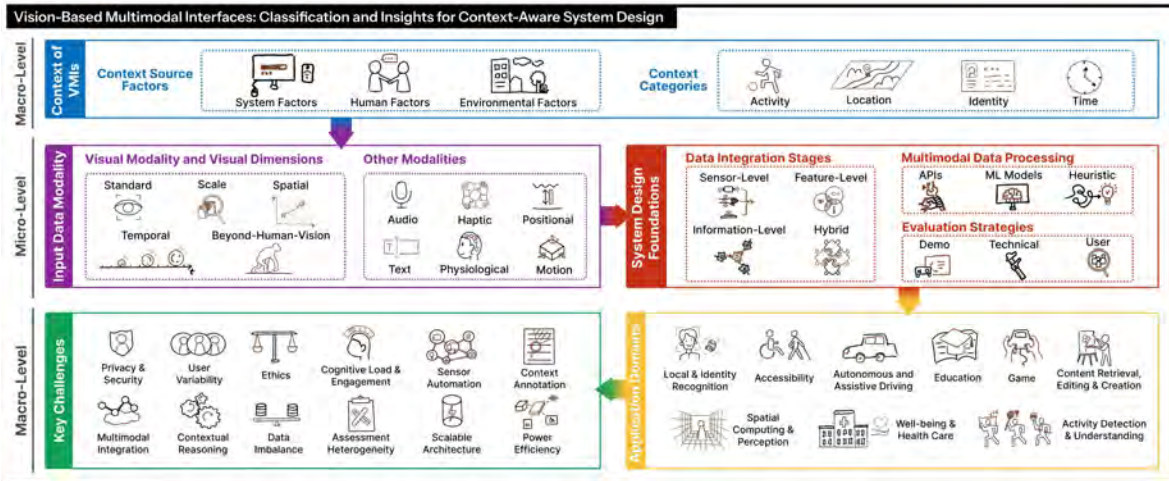 Vision-Based Multimodal Interfaces: Classification and Insights for Context-Aware System Design
Macro-Level
Context of
VMIs
Context Source
Factors
System Factors
Human Factors
Environmental Factors
Context
Categories
Activity
Location
Identity
Time
Micro-Level
Input Data Modality
Visual Modality and Visual Dimensions
Standard
Scale
Spatial
Temporal
Beyond-Human-Vision
t
Other Modalities
Audio
Haptic
Positional
Text
Physiological
Motion
System Design
Foundations
Data Integration Stages
Sensor-Level
Feature-Level
Information-Level
Hybrid
Multimodal Data Processing
APIs
ML Models
Heuristic
Evaluation Strategies
Demo
Technical
User
Macro-Level
Key Challenges
Privacy &
Security
User
Variability
Ethics
Cognitive Load &
Engagement
Sensor
Automation
Context
Annotation
Multimodal
Integration
Contextual
Reasoning
Data
Imbalance
Assessment
Heterogeneity
Scalable
Architecture
Power
Efficiency
Application Domains
Local & Identity
Recognition
Accessibility
Autonomous and
Assistive Driving
Education
Game
Content Retrieval,
Editing & Creation
Spatial
Computing &
Perception
Well-being &
Health Care
Activity Detection
& Understanding